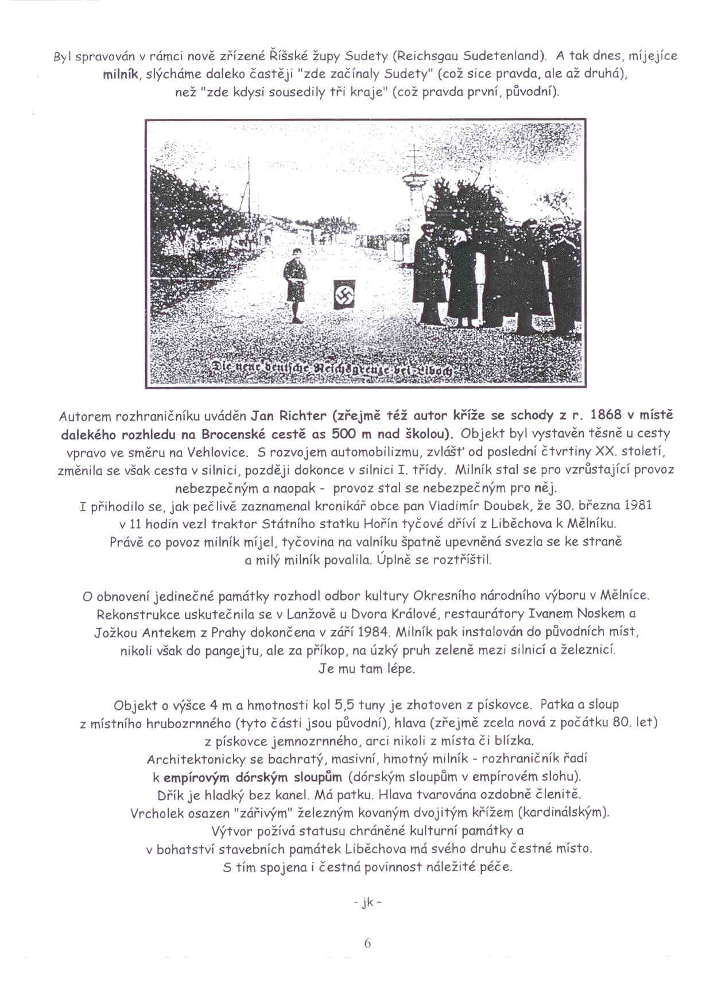 Byl spravován v rámci nově zřízené Říšské župy Sudety (Reichsgau Sudetenland). A tak dnes, míjejíce
milník, slýcháme daleko častěji "zde začínaly Sudety" (což sice pravda, ale až druhá),
než "zde kdysi sousedily tři kraje" (což pravda první, původní).
Die neue deutsche Reichsgrenze bei Liboch
Autorem rozhraničníku uváděn Jan Richter (zřejmě též autor kříže se schody z r. 1868 v místě
dalekého rozhledu na Brocenské cestě as 500 m nad školou). Objekt byl vystavěn těsně u cesty
vpravo ve směru na Vehlovice. S rozvojem automobilizmu, zvlášť od poslední čtvrtiny XX. století,
změnila se však cesta v silnici, později dokonce v silnici I. třídy. Milník stal se pro vzrůstající provoz
nebezpečným a naopak - provoz stal se nebezpečným pro něj.
I přihodilo se, jak pečlivě zaznamenal kronikář obce pan Vladimír Doubek, že 30. března 1981
v 11 hodin vezl traktor Státního statku Hořín tyčové dříví z Liběchova k Mělníku.
Právě co povoz milník míjel, tyčovina na valníku špatně upevněná svezla se ke straně
a milý milník povalila. Úplně se roztříštil.
O obnovení jedinečné památky rozhodl odbor kultury Okresního národního výboru v Mělníce.
Rekonstrukce uskutečnila se v Lanžově u Dvora Králové, restaurátory Ivanem Noskem a
Jožkou Antekem z Prahy dokončena v září 1984. Milník pak instalován do původních míst,
nikoli však do pangejtu, ale za příkop, na úzký pruh zeleně mezi silnicí a železnicí.
Je mu tam lépe.
Objekt o výšce 4 m a hmotnosti kol 5,5 tuny je zhotoven z pískovce. Patka a sloup
z místního hrubozrnného (tyto části jsou původní), hlava (zřejmě zcela nová z počátku 80. let)
z pískovce jemnozrnného, arci nikoli z místa či blízka.
Architektonicky se bachratý, masivní, hmotný milník - rozhraničník řadí
k empírovým dórským sloupům (dórským sloupům v empírovém slohu).
Dřík je hladký bez kanel. Má patku. Hlava tvarována ozdobně členitě.
Vrcholek osazen "zářivým" železným kovaným dvojitým křížem (kardinálským).
Výtvor požívá statusu chráněné kulturní památky a
v bohatství stavebních památek Liběchova má svého druhu čestné místo.
S tím spojena i čestná povinnost náležité péče.
- jk -
6